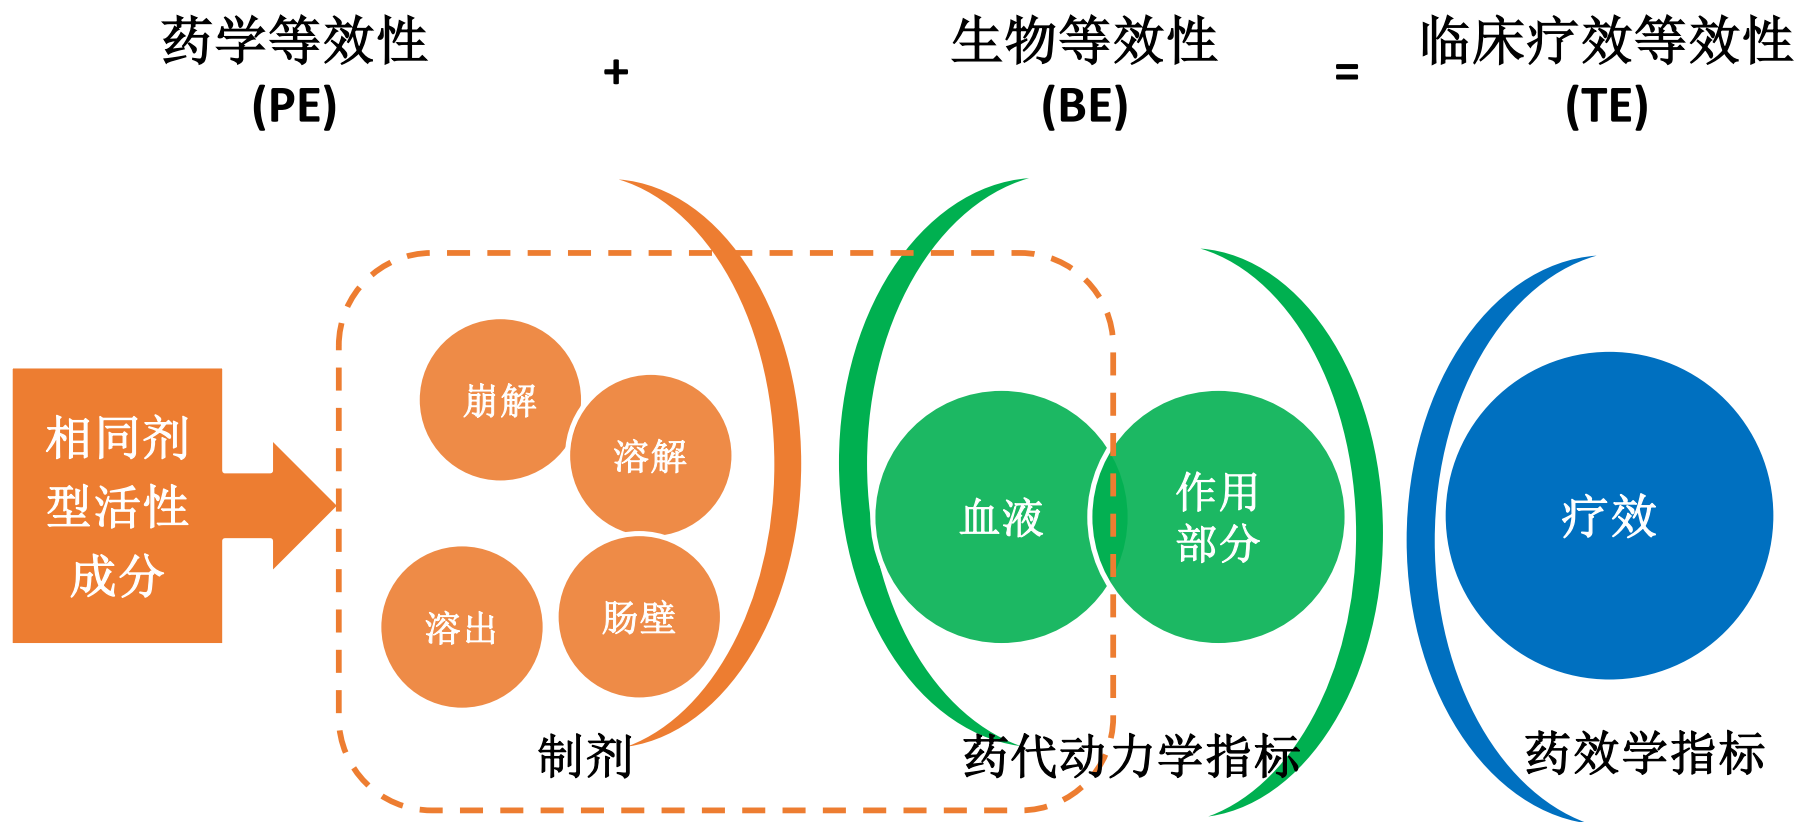 药学等效性
(PE)
+
生物等效性
(BE)
=
临床疗效等效性
(TE)
相同剂
型活性
成分
崩解
溶解
溶出
肠壁
制剂
血液
作用
部分
药代动力学指标
疗效
药效学指标